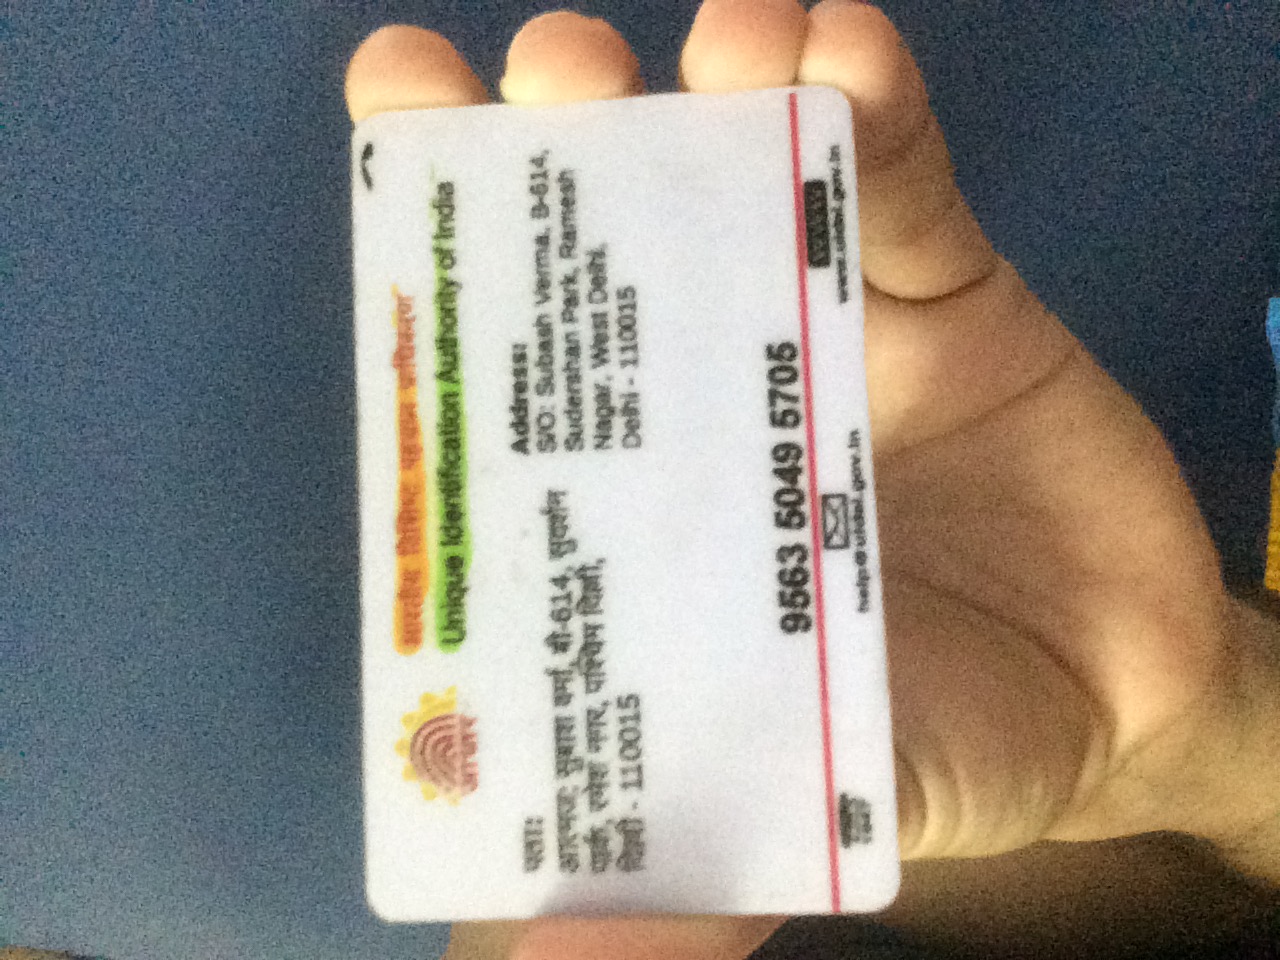 आधार
भारतीय विशिष्ट पहचान प्राधिकरण
Unique Identification Authority of India
पता:
आत्मज: सुबाश वर्मा, बी-614, सुदर्शन
पार्क, रमेश नगर, पश्चिम दिल्ली,
दिल्ली - 110015
Address:
S/O: Subash Verma, B-614,
Sudershan Park, Ramesh
Nagar, West Delhi,
Delhi - 110015
9563 5049 5705
1947
help@uidai.gov.in
www.uidai.gov.in